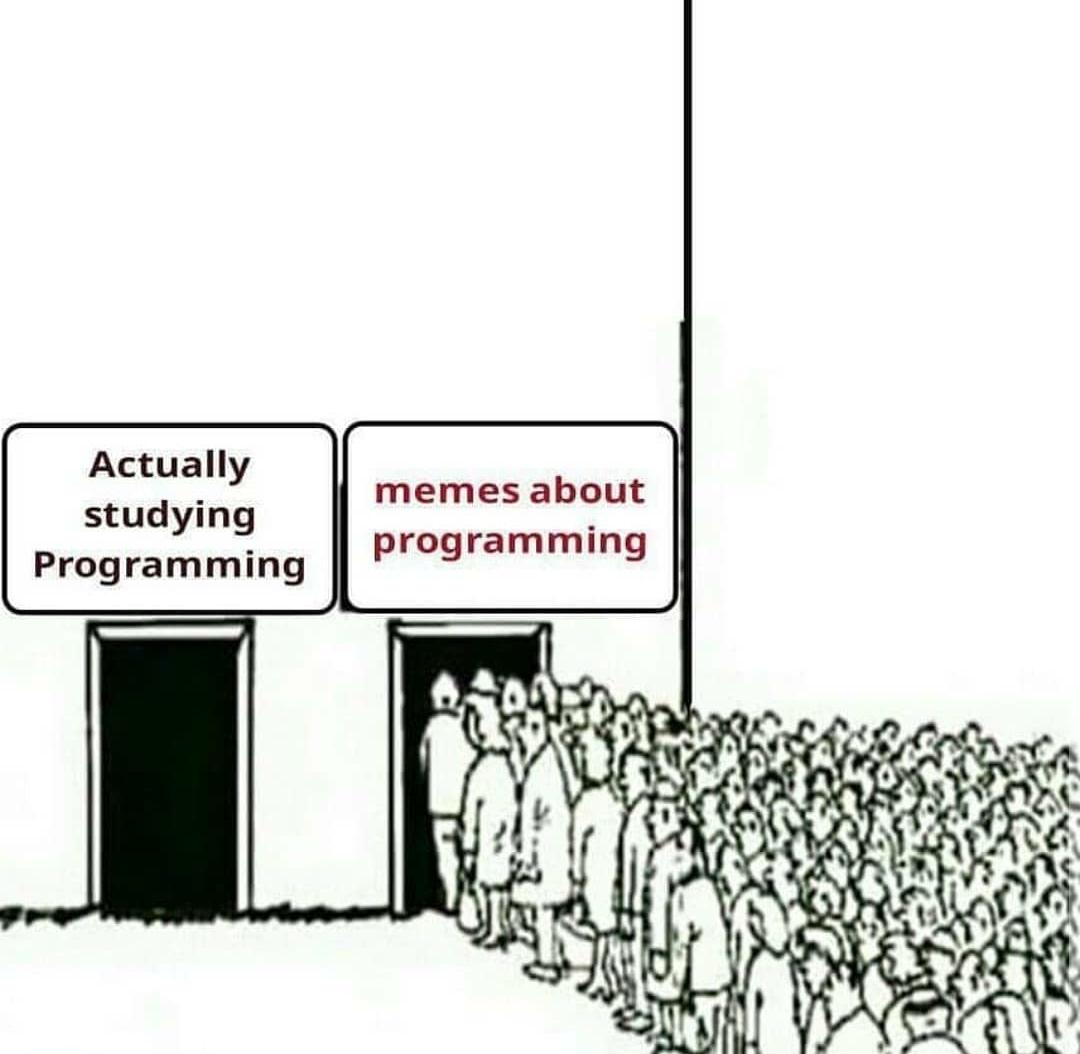 Actually
studying
Programming
memes about
programming